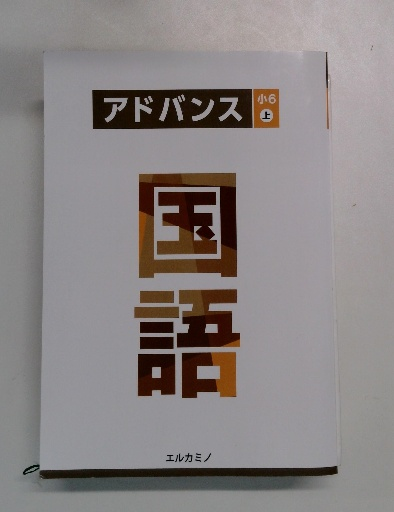 アドバンス 小6 上
国語
エルカミノ